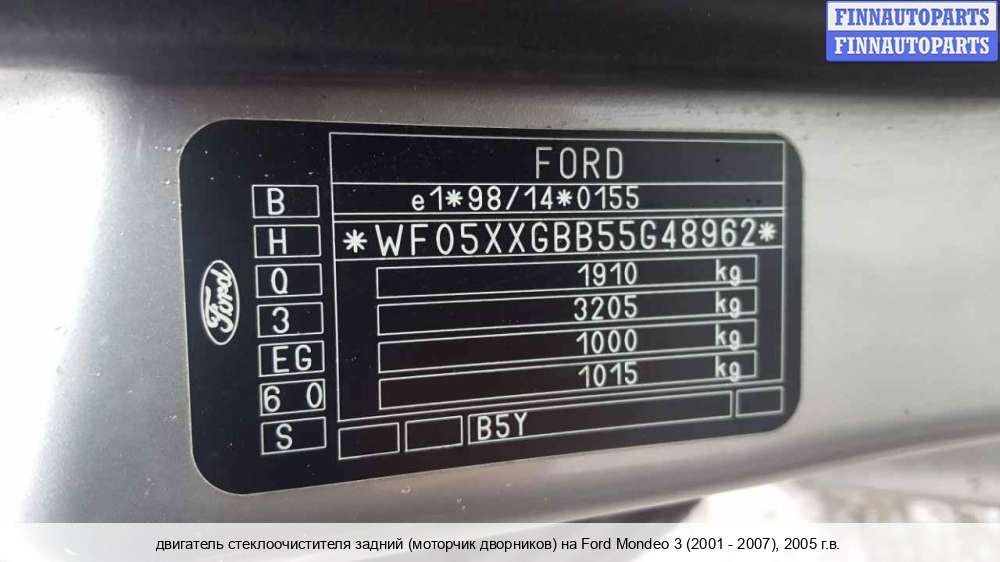 FINNAUTOPARTS
FINNAUTOPARTS
FORD
B e1*98/14*0155
H *WF05XXGBB55G48962*
Q 1910 kg
3 3205 kg
EG 1000 kg
6 0 1015 kg
S B5Y
Ford
двигатель стеклоочистителя задний (моторчик дворников) на Ford Mondeo 3 (2001 - 2007), 2005 г.в.